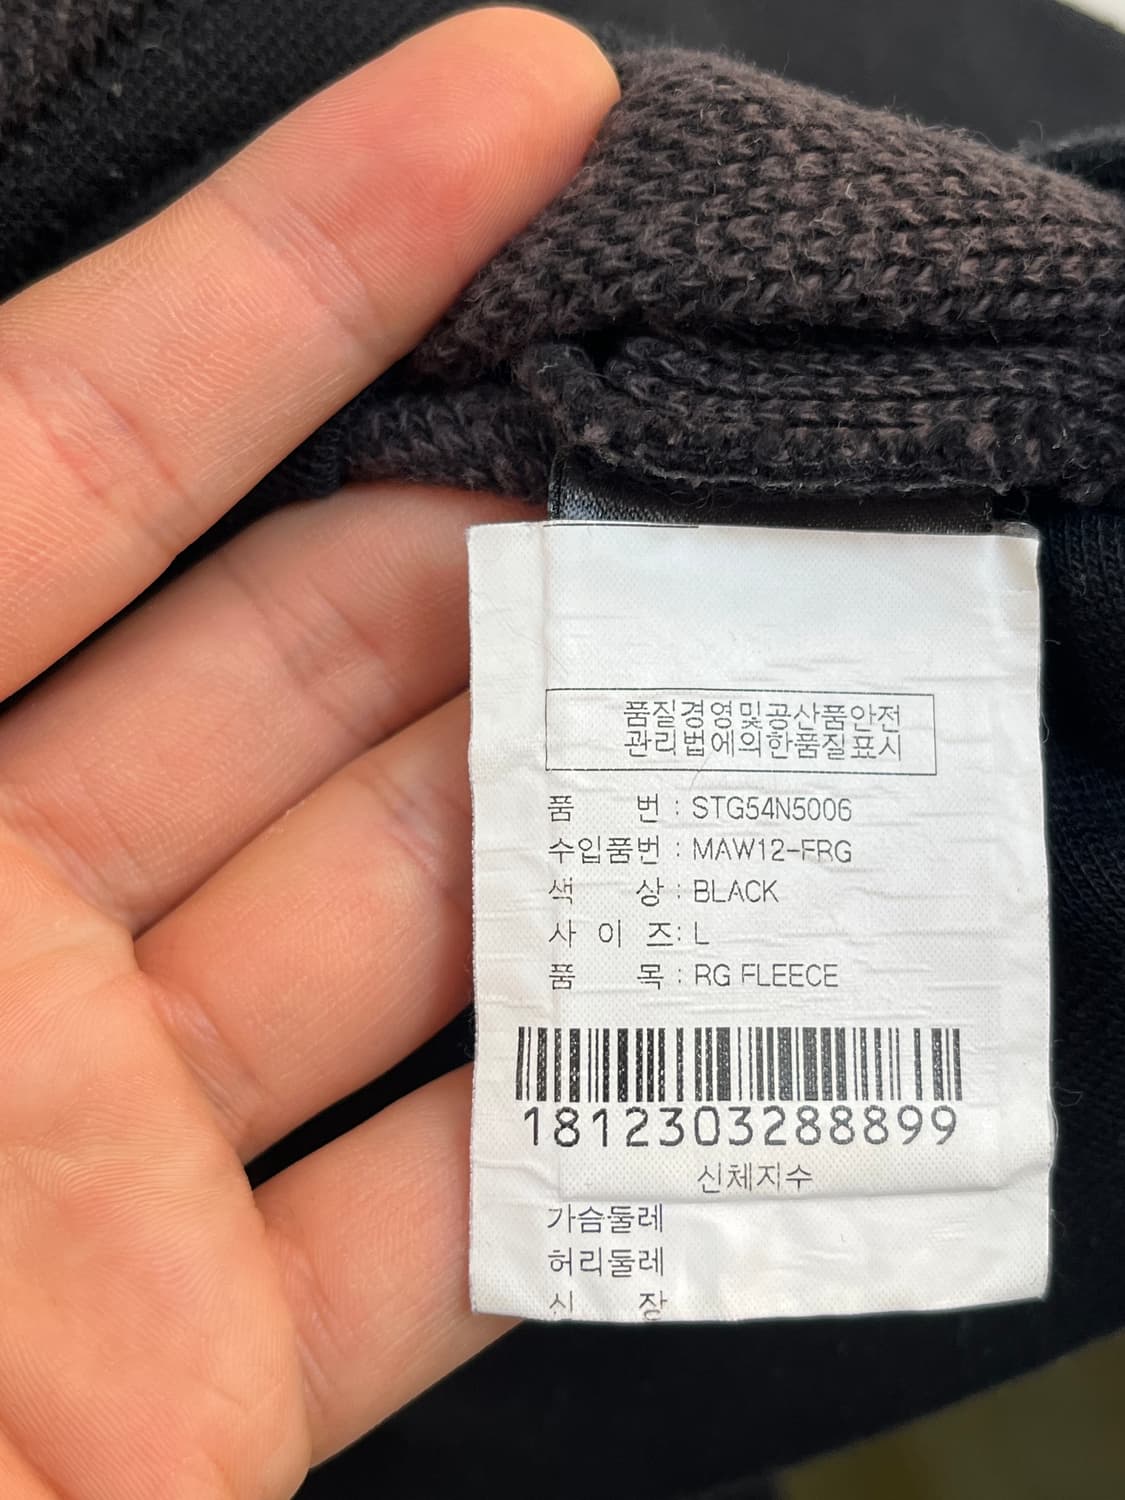 품질경영및공산품안전
관리법에의한품질표시
품 번 : STG54N5006
수입품번 : MAW12-FRG
색 상 : BLACK
사 이 즈: L
품 목 : RG FLEECE
1812303288899
신체지수
가슴둘레
허리둘레
신 장